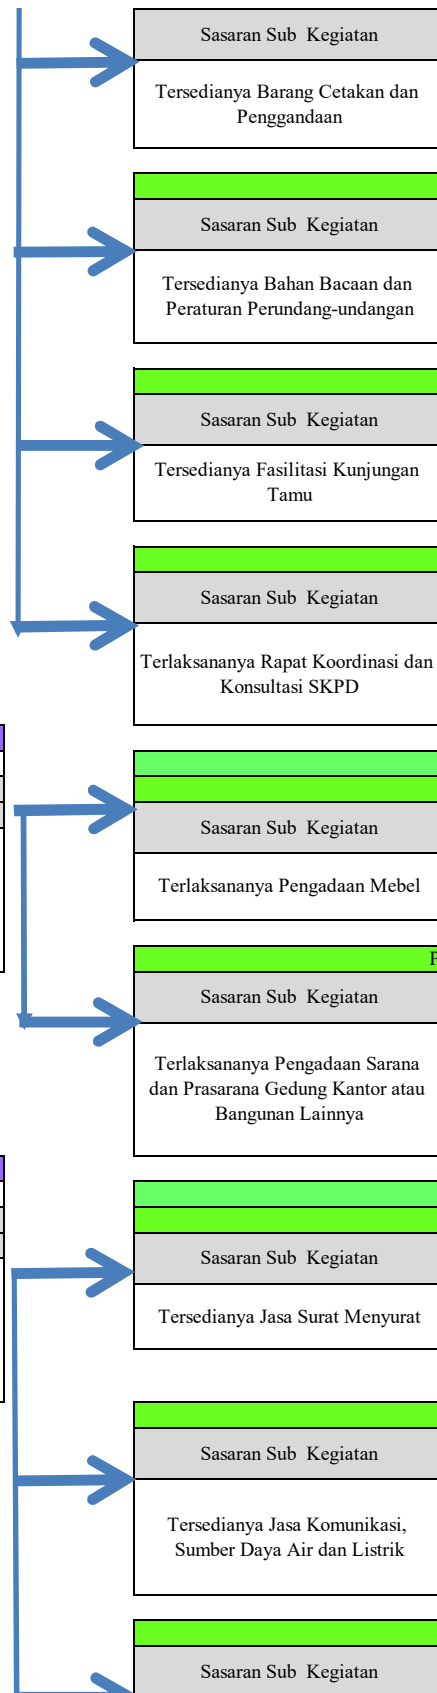 Sasaran Sub Kegiatan
Tersedianya Barang Cetakan dan
Penggandaan
Sasaran Sub Kegiatan
Tersedianya Bahan Bacaan dan
Peraturan Perundang-undangan
Sasaran Sub Kegiatan
Tersedianya Fasilitasi Kunjungan
Tamu
Sasaran Sub Kegiatan
Terlaksananya Rapat Koordinasi dan
Konsultasi SKPD
Sasaran Sub Kegiatan
Terlaksananya Pengadaan Mebel
P
Sasaran Sub Kegiatan
Terlaksananya Pengadaan Sarana
dan Prasarana Gedung Kantor atau
Bangunan Lainnya
Sasaran Sub Kegiatan
Tersedianya Jasa Surat Menyurat
Sasaran Sub Kegiatan
Tersedianya Jasa Komunikasi,
Sumber Daya Air dan Listrik
Sasaran Sub Kegiatan